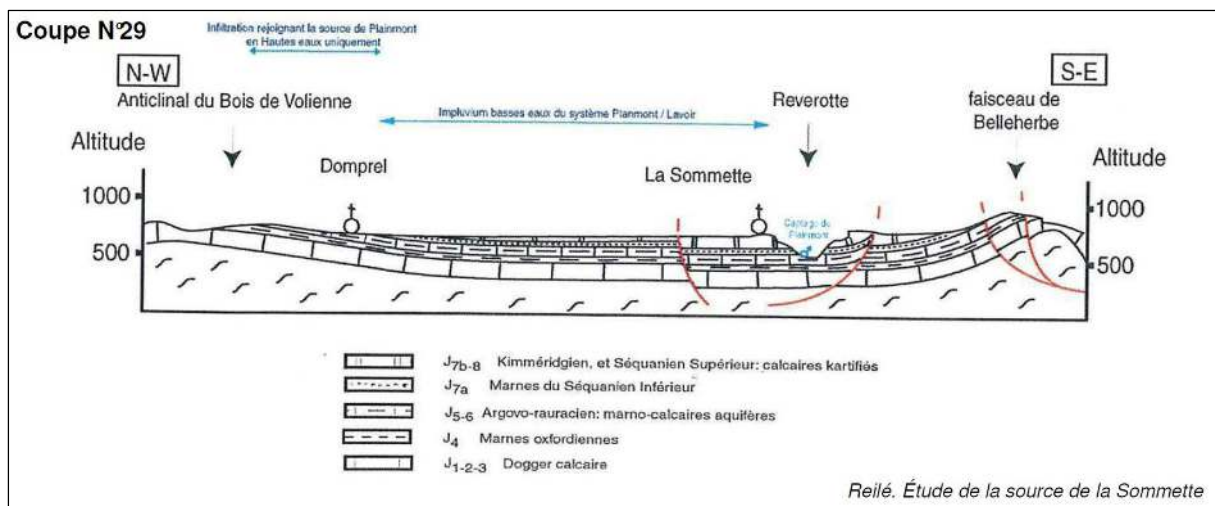 Coupe N°29
Infiltration rejoignant la source de Plainmont
en Hautes eaux uniquement
N-W
S-E
Anticlinal du Bois de Volienne
Impluvium basses eaux du système Planmont / Lavoir
Reverotte
faisceau de
Belleherbe
Altitude
Domprel
La Sommette
Altitude
1000
1000
Captage de
Plainmont
500
500
J7b-8 Kimméridgien, et Séquanien Supérieur: calcaires kartifiés
J7a Marnes du Séquanien Inférieur
J5-6 Argovo-rauracien: marno-calcaires aquifères
J4 Marnes oxfordiennes
J1-2-3 Dogger calcaire
Reilé. Étude de la source de la Sommette